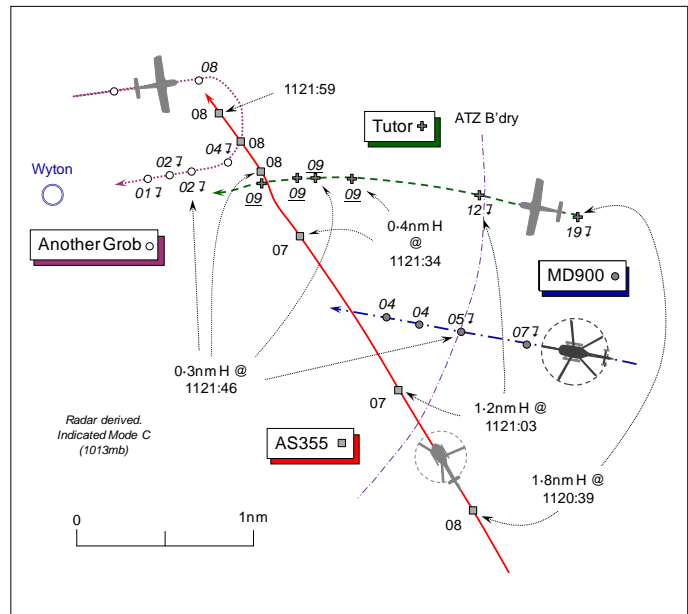 08
1121:59
08
Tutor
ATZ B'dry
08
04↴
08
09
02↴
Wyton
01↴
02↴
09
09
09
12↴
19↴
0·4nm H
@
1121:34
07
Another Grob
MD900
04
04
05↴
07↴
0·3nm H @
1121:46
07
1·2nm H @
1121:03
Radar derived.
Indicated Mode C
(1013mb)
AS355
1·8nm H @
1120:39
08
0
1nm